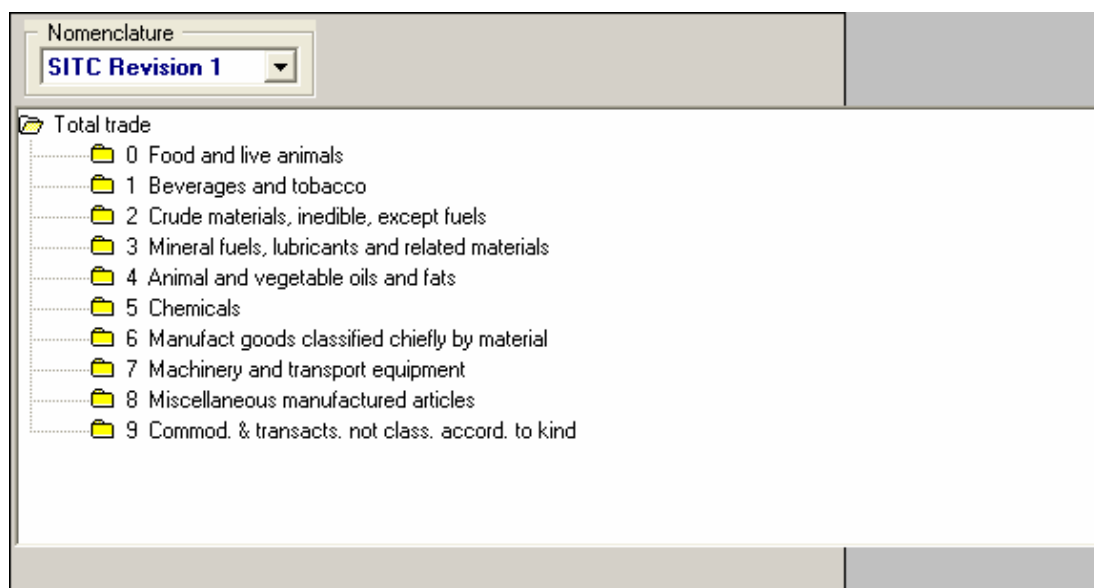 Nomenclature
SITC Revision 1
Total trade
0 Food and live animals
1 Beverages and tobacco
2 Crude materials, inedible, except fuels
3 Mineral fuels, lubricants and related materials
4 Animal and vegetable oils and fats
5 Chemicals
6 Manufact goods classified chiefly by material
7 Machinery and transport equipment
8 Miscellaneous manufactured articles
9 Commod. & transacts. not class. accord. to kind